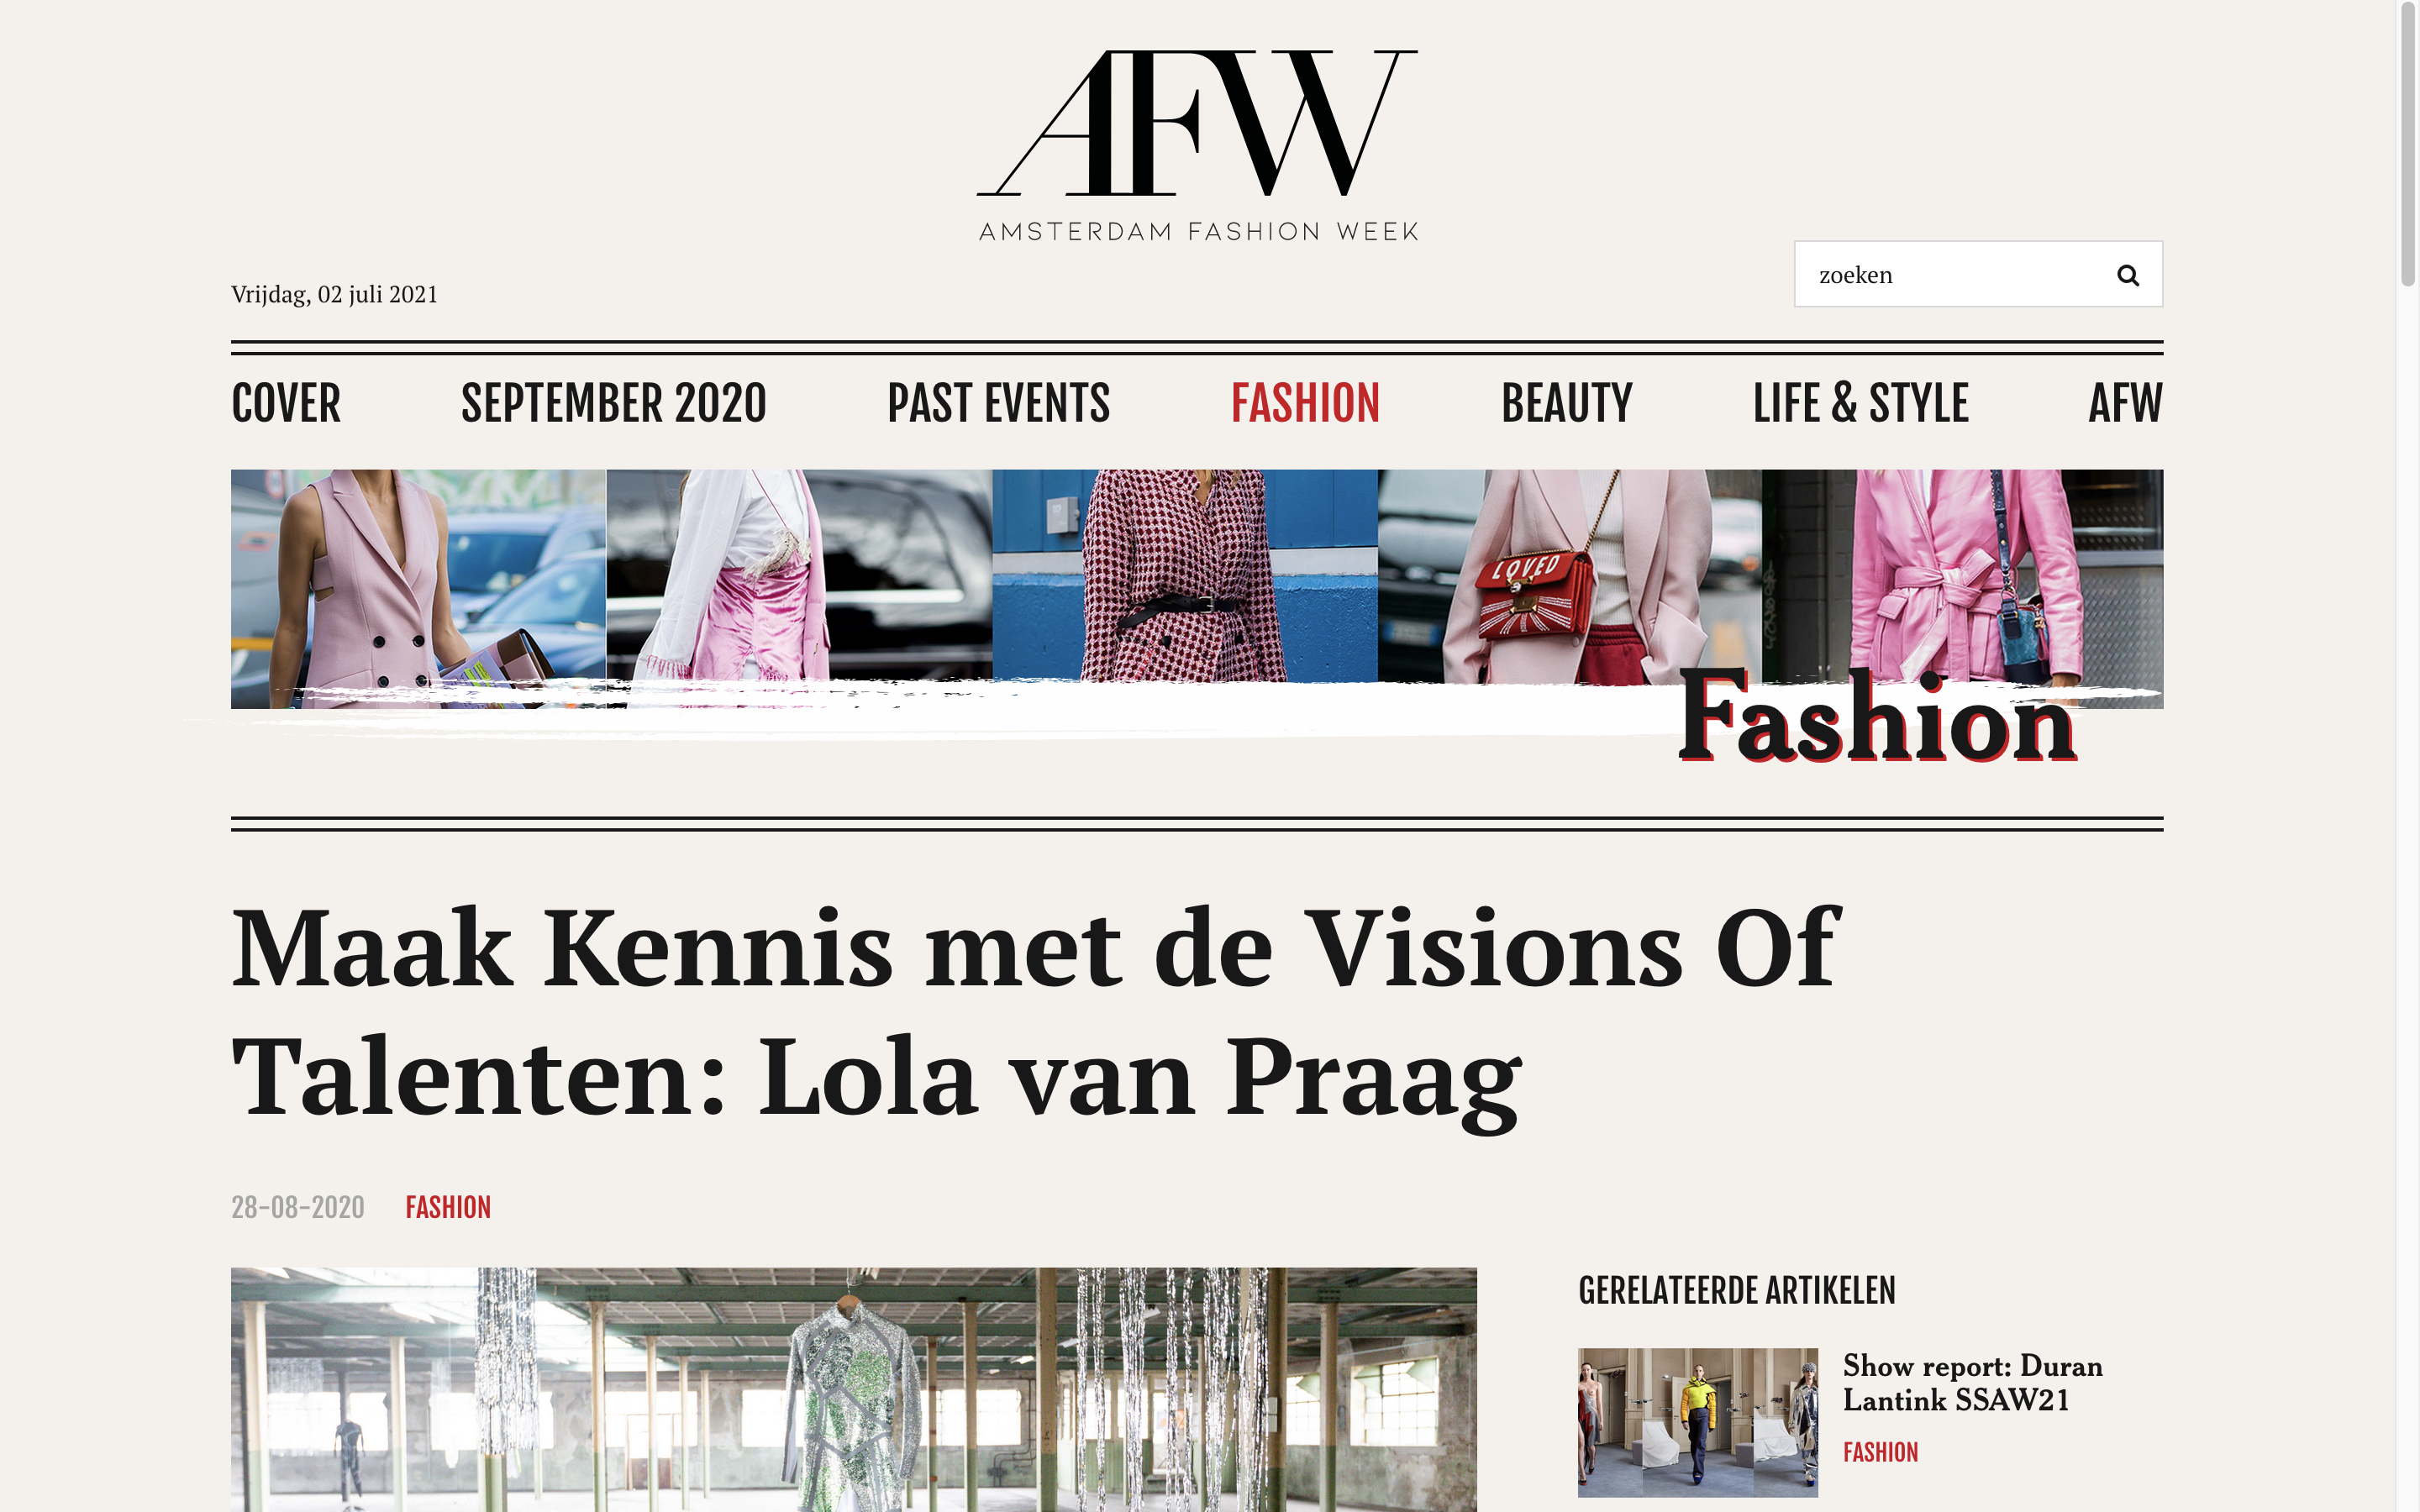 AFW
AMSTERDAM FASHION WEEK
Vrijdag, 02 juli 2021
zoeken
COVER SEPTEMBER 2020 PAST EVENTS FASHION BEAUTY LIFE & STYLE AFW
LOVED
Fashion
Maak Kennis met de Visions Of
Talenten: Lola van Praag
28-08-2020 FASHION
GERELATEERDE ARTIKELEN
Show report: Duran
Lantink SSAW21
FASHION